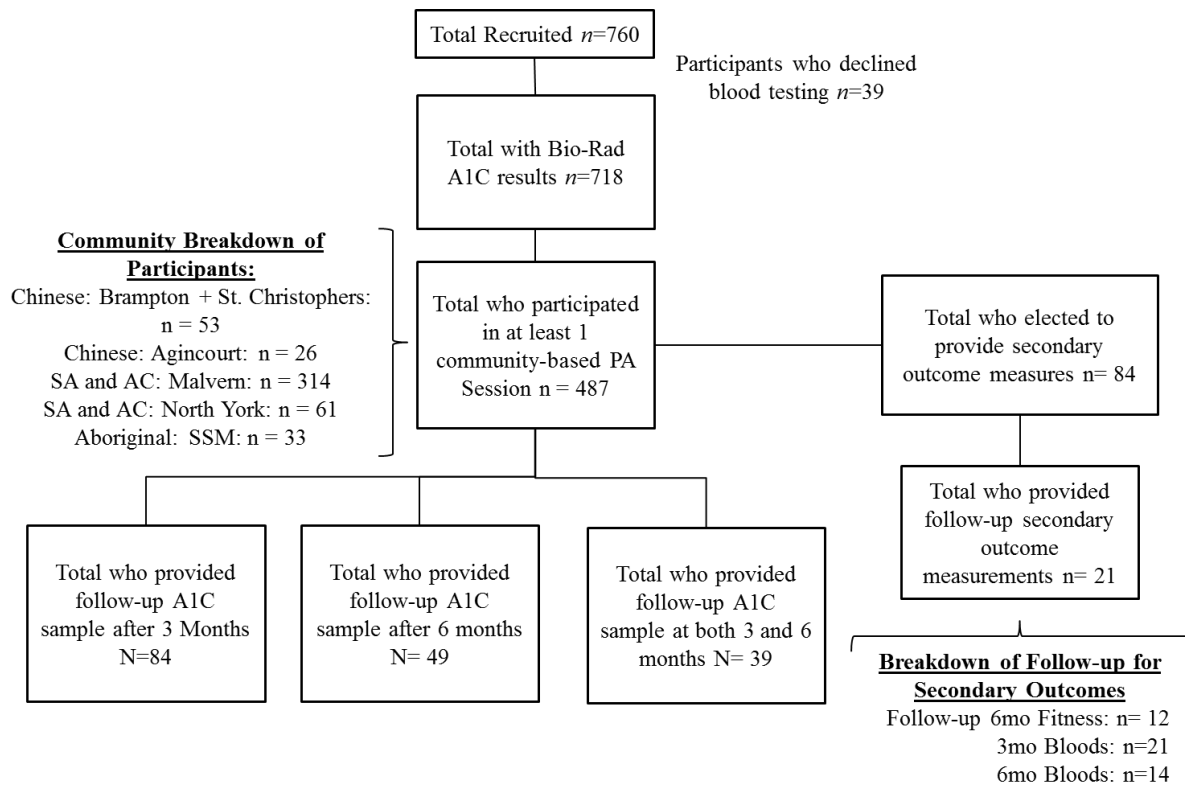 Total Recruited n=760
Participants who declined
blood testing n=39
Total with Bio-Rad
A1C results n=718
Community Breakdown of
Participants:
Chinese: Brampton + St. Christophers:
n = 53
Chinese: Agincourt: n = 26
SA and AC: Malvern: n = 314
SA and AC: North York: n = 61
Aboriginal: SSM: n = 33
Total who participated
in at least 1
community-based PA
Session n = 487
Total who elected to
provide secondary
outcome measures n= 84
Total who provided
follow-up A1C
sample after 3 Months
N=84
Total who provided
follow-up A1C
sample after 6 months
N= 49
Total who provided
follow-up A1C
sample at both 3 and 6
months N= 39
Total who provided
follow-up secondary
outcome
measurements n= 21
Breakdown of Follow-up for
Secondary Outcomes
Follow-up 6mo Fitness: n= 12
3mo Bloods: n=21
6mo Bloods: n=14